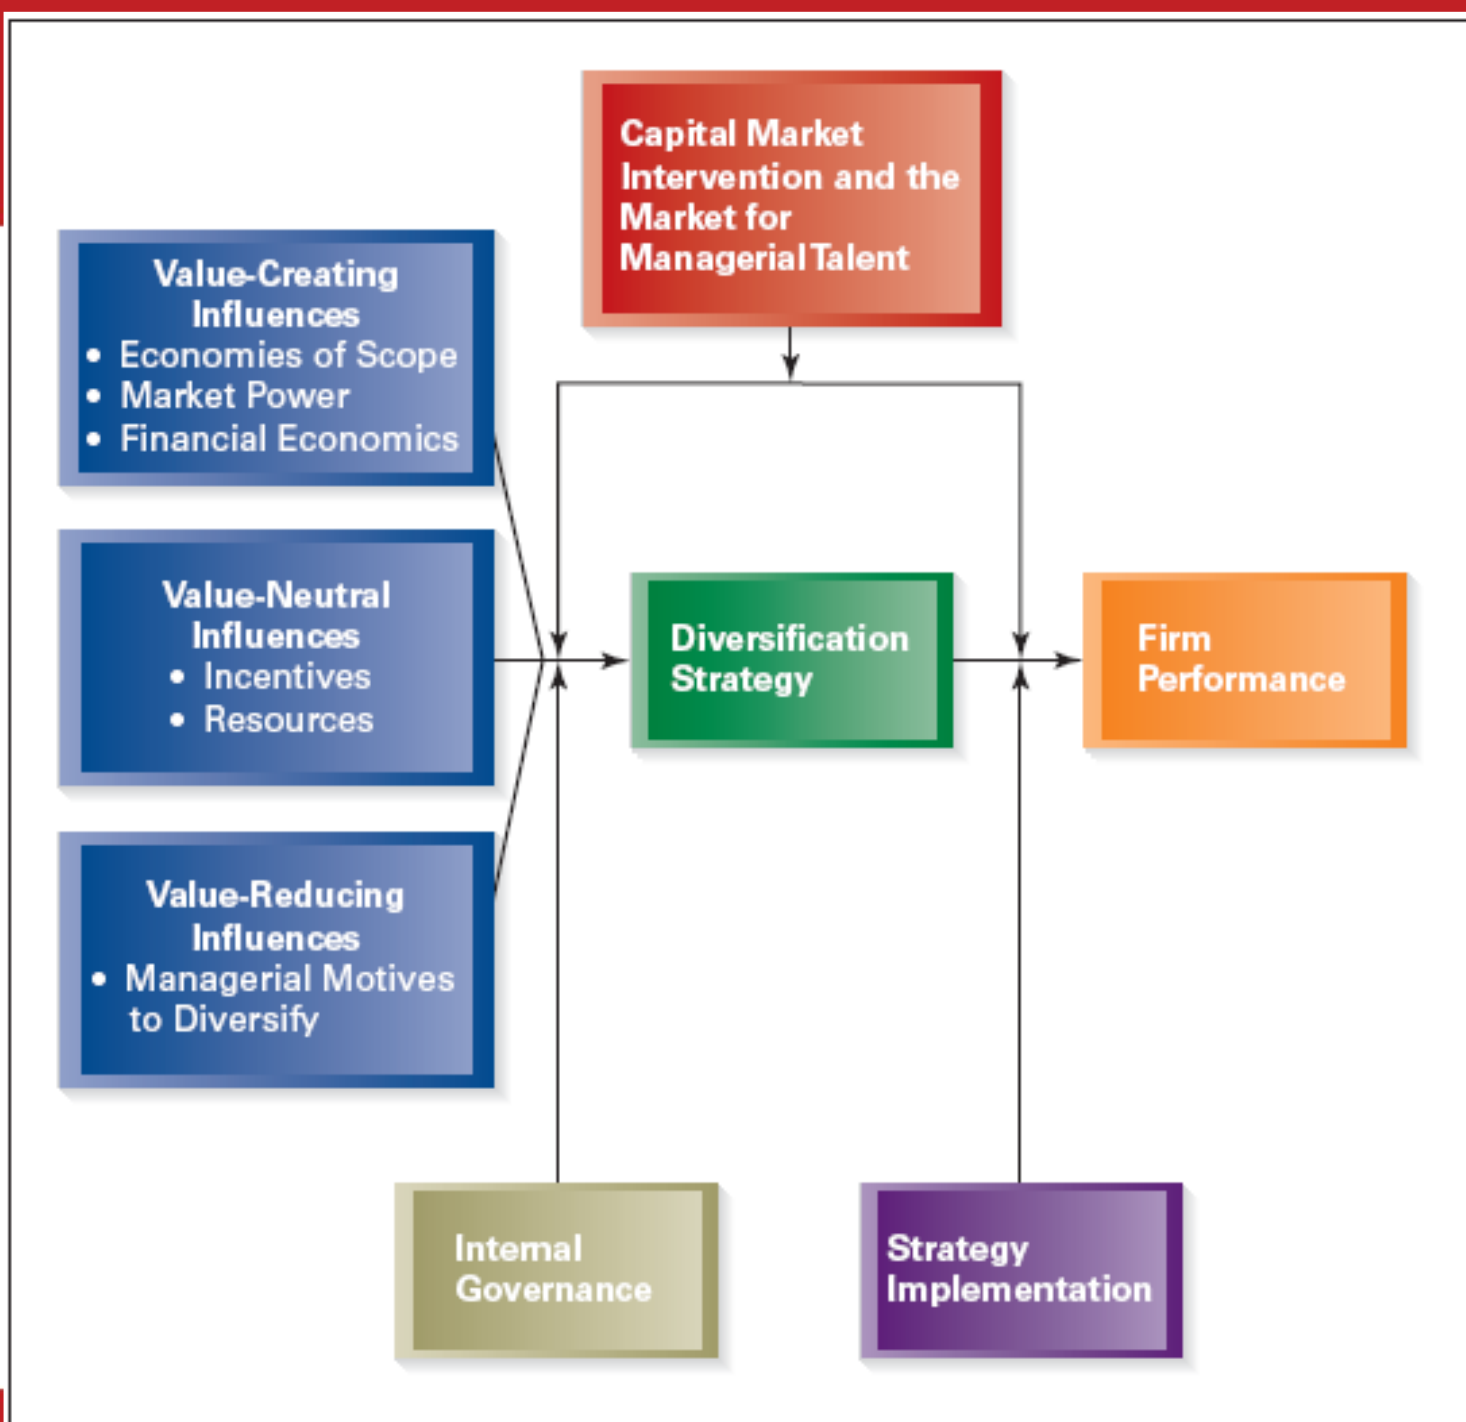 Capital Market
Intervention and the
Market for
Managerial Talent
Value-Creating
Influences
• Economies of Scope
• Market Power
• Financial Economics
Value-Neutral
Influences
• Incentives
• Resources
Diversification
Strategy
Firm
Performance
Value-Reducing
Influences
• Managerial Motives
to Diversify
Internal
Governance
Strategy
Implementation